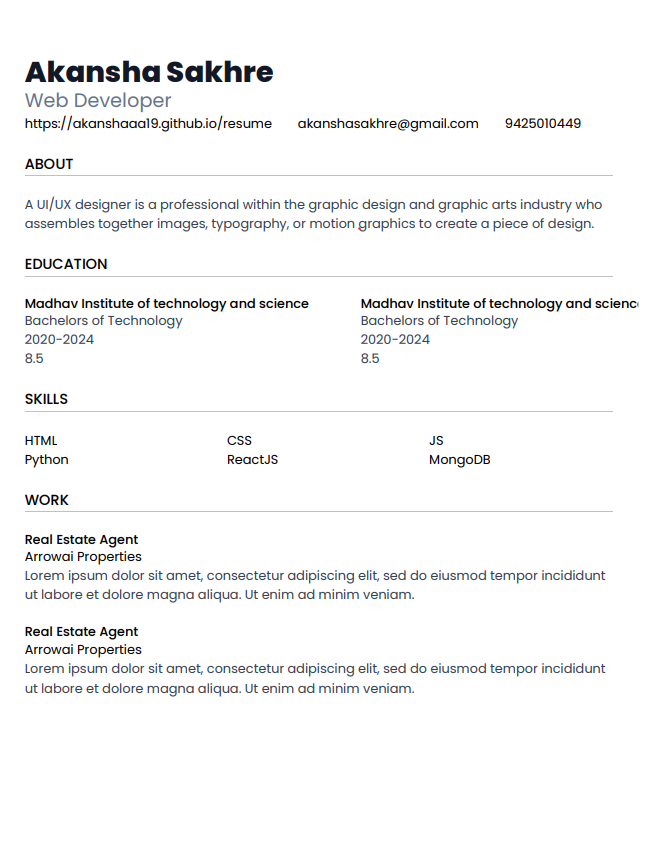 Akansha Sakhre
Web Developer
https://akanshaaa19.github.io/resume akanshasakhre@gmail.com 9425010449
ABOUT
A UI/UX designer is a professional within the graphic design and graphic arts industry who
assembles together images, typography, or motion graphics to create a piece of design.
EDUCATION
Madhav Institute of technology and science Madhav Institute of technology and scienc
Bachelors of Technology Bachelors of Technology
2020-2024 2020-2024
8.5 8.5
SKILLS
HTML CSS JS
Python ReactJS MongoDB
WORK
Real Estate Agent
Arrowai Properties
Lorem ipsum dolor sit amet, consectetur adipiscing elit, sed do eiusmod tempor incididunt
ut labore et dolore magna aliqua. Ut enim ad minim veniam.
Real Estate Agent
Arrowai Properties
Lorem ipsum dolor sit amet, consectetur adipiscing elit, sed do eiusmod tempor incididunt
ut labore et dolore magna aliqua. Ut enim ad minim veniam.